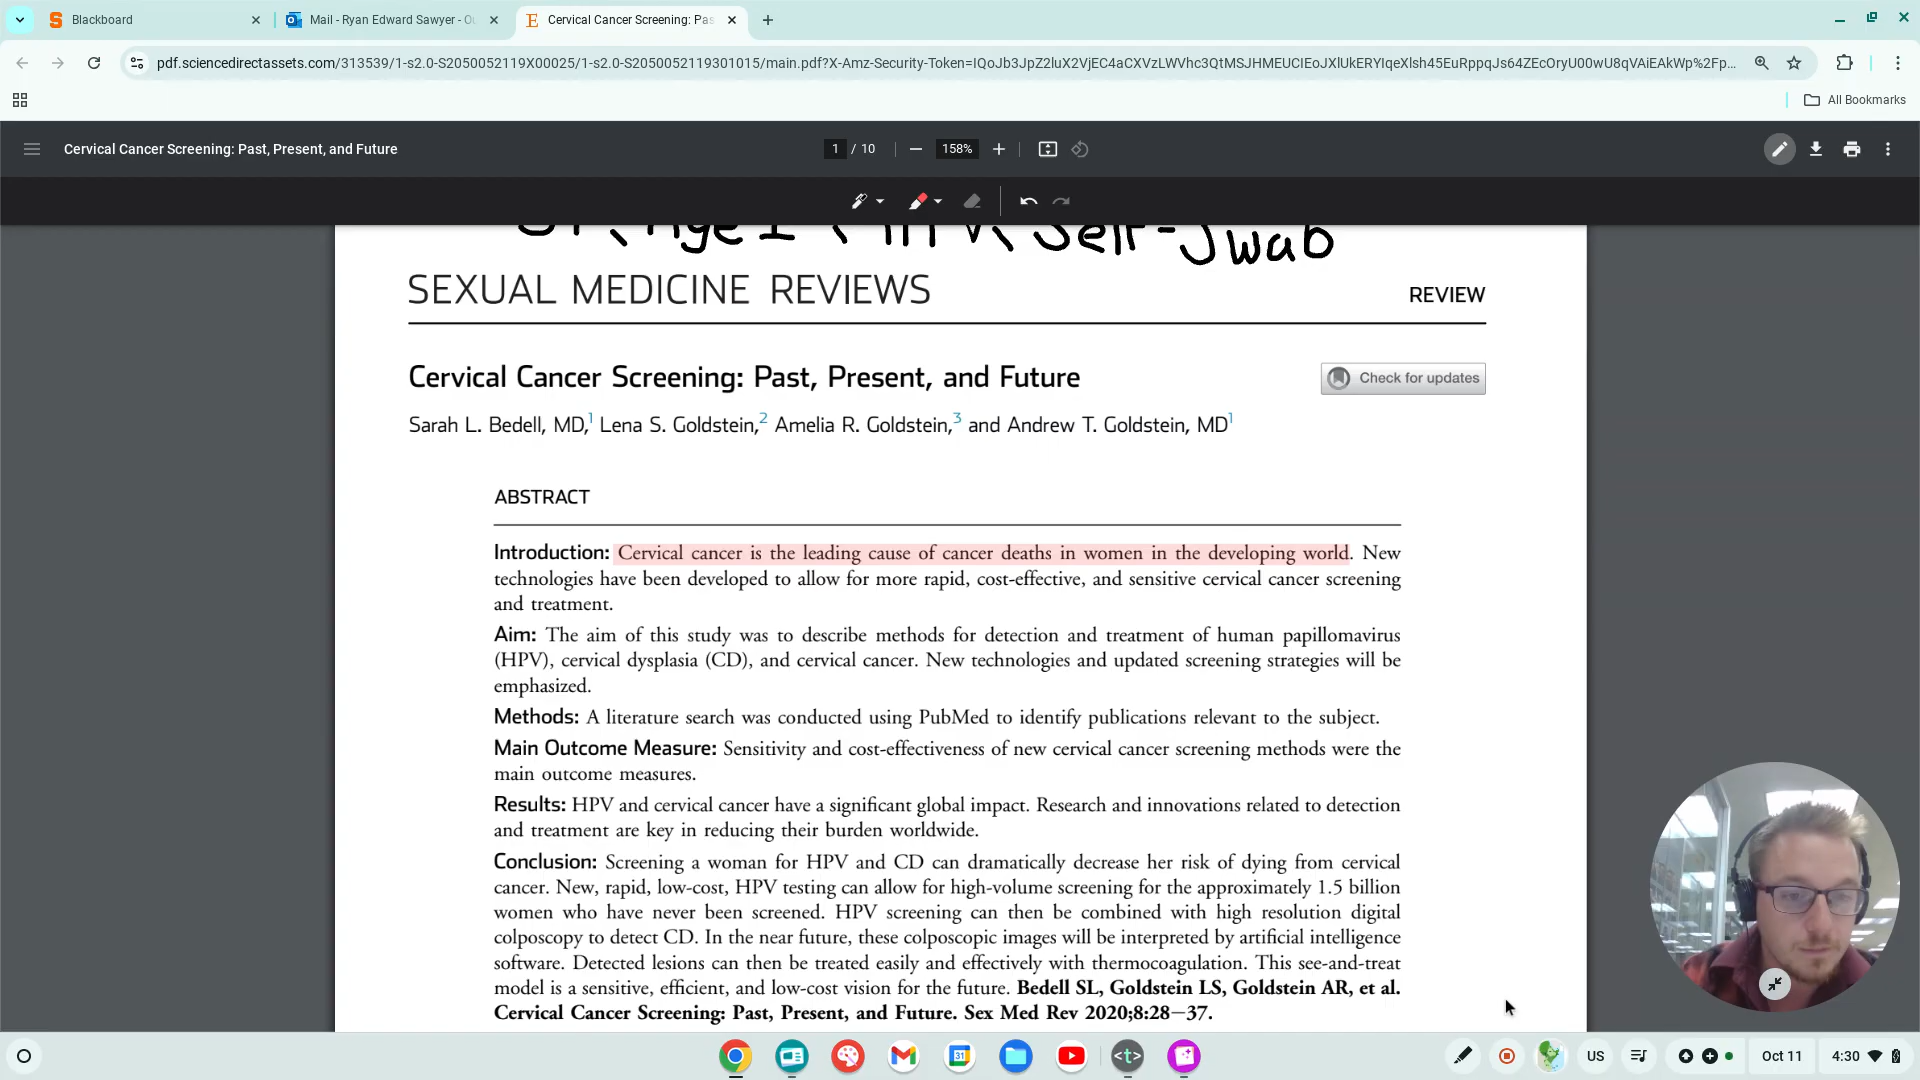 Blackboard
Mail - Ryan Edward Sawyer - Ou
Cervical Cancer Screening: Pas
pdf.sciencedirectassets.com/313539/1-s2.0-S2050052119X00025/1-s2.0-S2050052119301015/main.pdf?X-Amz-Security-Token=IQoJb3JpZ2luX2VjEC4aCXVzLWVhc3QtMSJHMEUCIEoJXlUkERYIqeXlsh45EuRppqJs64ZEcOryU00wU8qVAiEAkWp%2Fp...
All Bookmarks
Cervical Cancer Screening: Past, Present, and Future
1 / 10
158%
HPV, Self-Swab
SEXUAL MEDICINE REVIEWS
REVIEW
Cervical Cancer Screening: Past, Present, and Future
Check for updates
Sarah L. Bedell, MD,1 Lena S. Goldstein,2 Amelia R. Goldstein,3 and Andrew T. Goldstein, MD1
ABSTRACT
Introduction: Cervical cancer is the leading cause of cancer deaths in women in the developing world. New
technologies have been developed to allow for more rapid, cost-effective, and sensitive cervical cancer screening
and treatment.
Aim: The aim of this study was to describe methods for detection and treatment of human papillomavirus
(HPV), cervical dysplasia (CD), and cervical cancer. New technologies and updated screening strategies will be
emphasized.
Methods: A literature search was conducted using PubMed to identify publications relevant to the subject.
Main Outcome Measure: Sensitivity and cost-effectiveness of new cervical cancer screening methods were the
main outcome measures.
Results: HPV and cervical cancer have a significant global impact. Research and innovations related to detection
and treatment are key in reducing their burden worldwide.
Conclusion: Screening a woman for HPV and CD can dramatically decrease her risk of dying from cervical
cancer. New, rapid, low-cost, HPV testing can allow for high-volume screening for the approximately 1.5 billion
women who have never been screened. HPV screening can then be combined with high resolution digital
colposcopy to detect CD. In the near future, these colposcopic images will be interpreted by artificial intelligence
software. Detected lesions can then be treated easily and effectively with thermocoagulation. This see-and-treat
model is a sensitive, efficient, and low-cost vision for the future. Bedell SL, Goldstein LS, Goldstein AR, et al.
Cervical Cancer Screening: Past, Present, and Future. Sex Med Rev 2020;8:28–37.
31
<t>
US
Oct 11
4:30